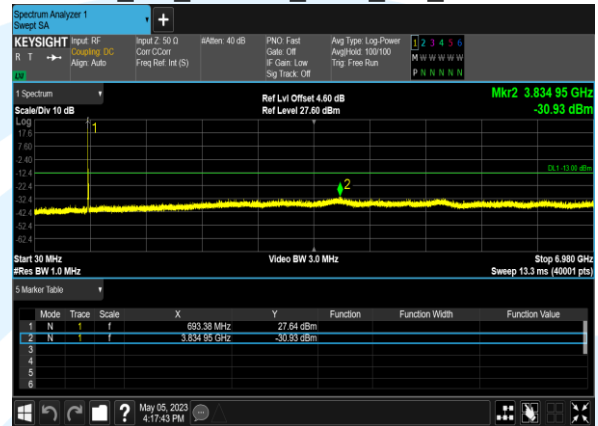 Spectrum Analyzer 1
Swept SA
+
KEYSIGHT Input: RF Input Z: 50 Ω #Atten: 40 dB PNO: Fast Avg Type: Log-Power 1 2 3 4 5 6
R T Coupling: DC Corr CCorr Gate: Off Avg|Hold: 100/100 M W W W W W
Align: Auto Freq Ref: Int (S) IF Gain: Low Trig: Free Run
Sig Track: Off P N N N N N
1 Spectrum Ref Lvl Offset 4.60 dB Mkr2 3.834 95 GHz
Scale/Div 10 dB Ref Level 27.60 dBm -30.93 dBm
Log
1
17.6
7.60
-2.40
DL1 -13.00 dBm
-12.4
-22.4
2
-32.4
-42.4
-52.4
-62.4
Start 30 MHz Video BW 3.0 MHz Stop 6.980 GHz
#Res BW 1.0 MHz Sweep 13.3 ms (40001 pts)
5 Marker Table
Mode Trace Scale X Y Function Function Width Function Value
1 N 1 f 693.38 MHz 27.64 dBm
2 N 1 f 3.834 95 GHz -30.93 dBm
3
4
5
6
? May 05, 2023
4:17:43 PM